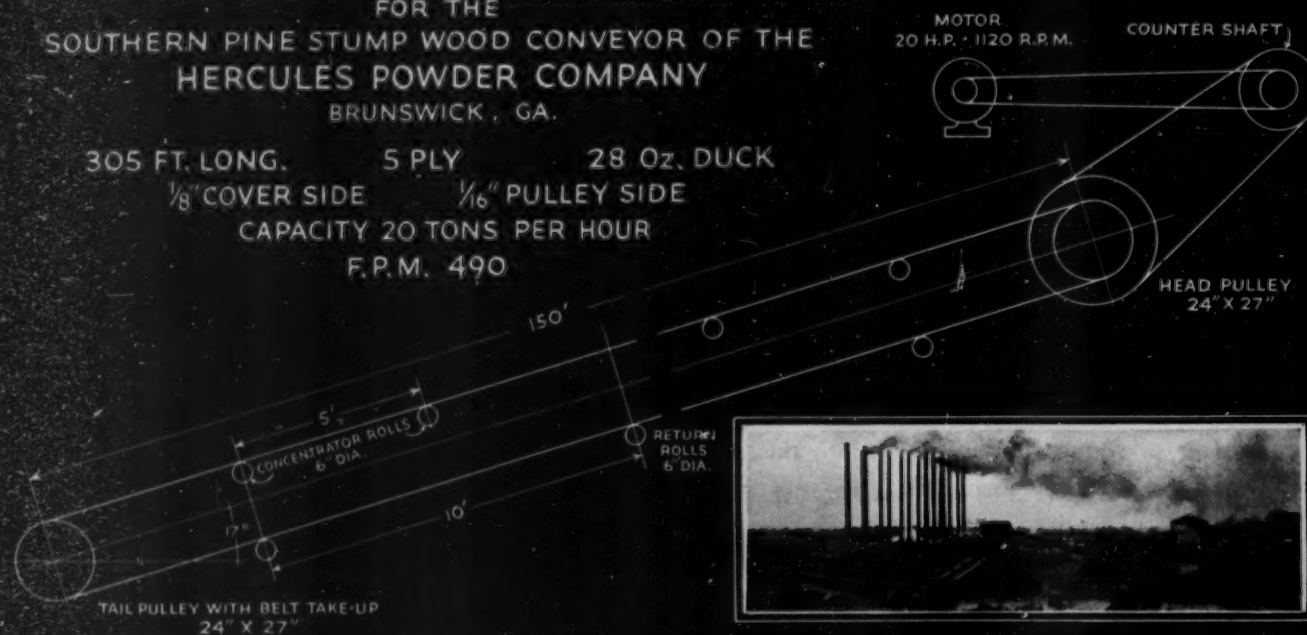 FOR THE
SOUTHERN PINE STUMP WOOD CONVEYOR OF THE
HERCULES POWDER COMPANY
BRUNSWICK, GA.
305 FT. LONG. 5 PLY 28 Oz. DUCK
1/8" COVER SIDE 1/16" PULLEY SIDE
CAPACITY 20 TONS PER HOUR
F.P.M. 490
MOTOR
20 H.P. · 1120 R.P.M.
COUNTER SHAFT
HEAD PULLEY
24" X 27"
150'
5'
CONCENTRATOR ROLLS
6" DIA.
RETURN
ROLLS
6" DIA.
17°
10'
TAIL PULLEY WITH BELT TAKE-UP
24" X 27"